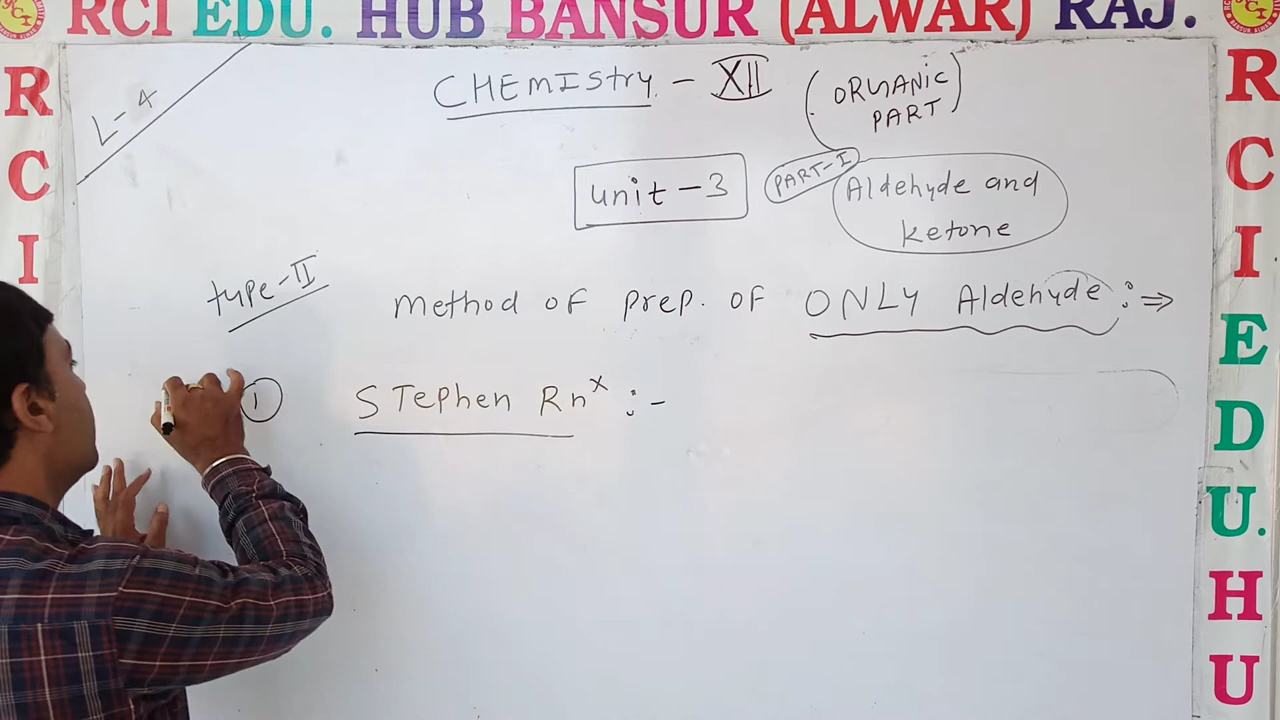 RCI EDU. HUB BANSUR (ALWAR) RAJ.
R
C
I
L-4
CHEMIstry - XII
(ORGANIC
PART)
unit-3
PART-I
Aldehyde and
ketone
type-II
method of prep. of ONLY Aldehyde :⇒
① STephen Rnˣ :-
R
C
I
E
D
U.
H
U